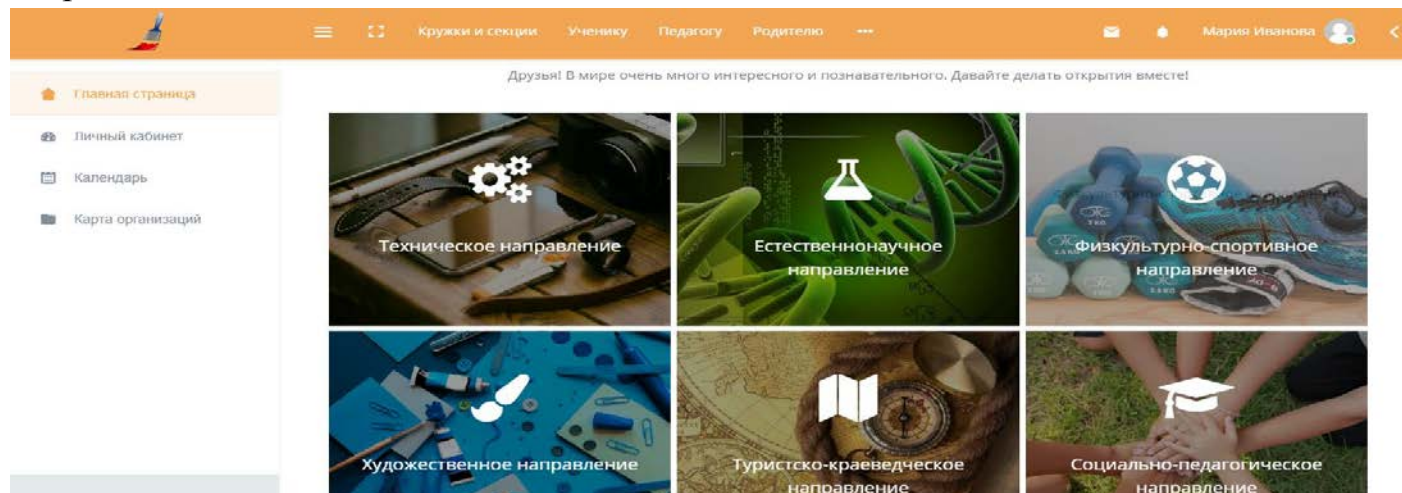 Кружки и секции Ученику Педагогу Родителю ···
Мария Иванова
Главная страница
Личный кабинет
Календарь
Карта организаций
Друзья! В мире очень много интересного и познавательного. Давайте делать открытия вместе!
Техническое направление
Естественнонаучное
направление
Физкультурно-спортивное
направление
Художественное направление
Туристско-краеведческое
направление
Социально-педагогическое
направление